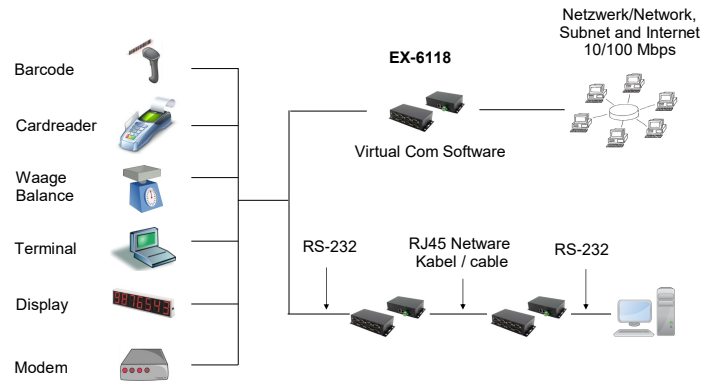 Netzwerk/Network,
Subnet and Internet
10/100 Mbps
EX-6118
Barcode
Cardreader
Virtual Com Software
Waage
Balance
Terminal
RS-232
RJ45 Netware
Kabel / cable
RS-232
Display
9876543
Modem